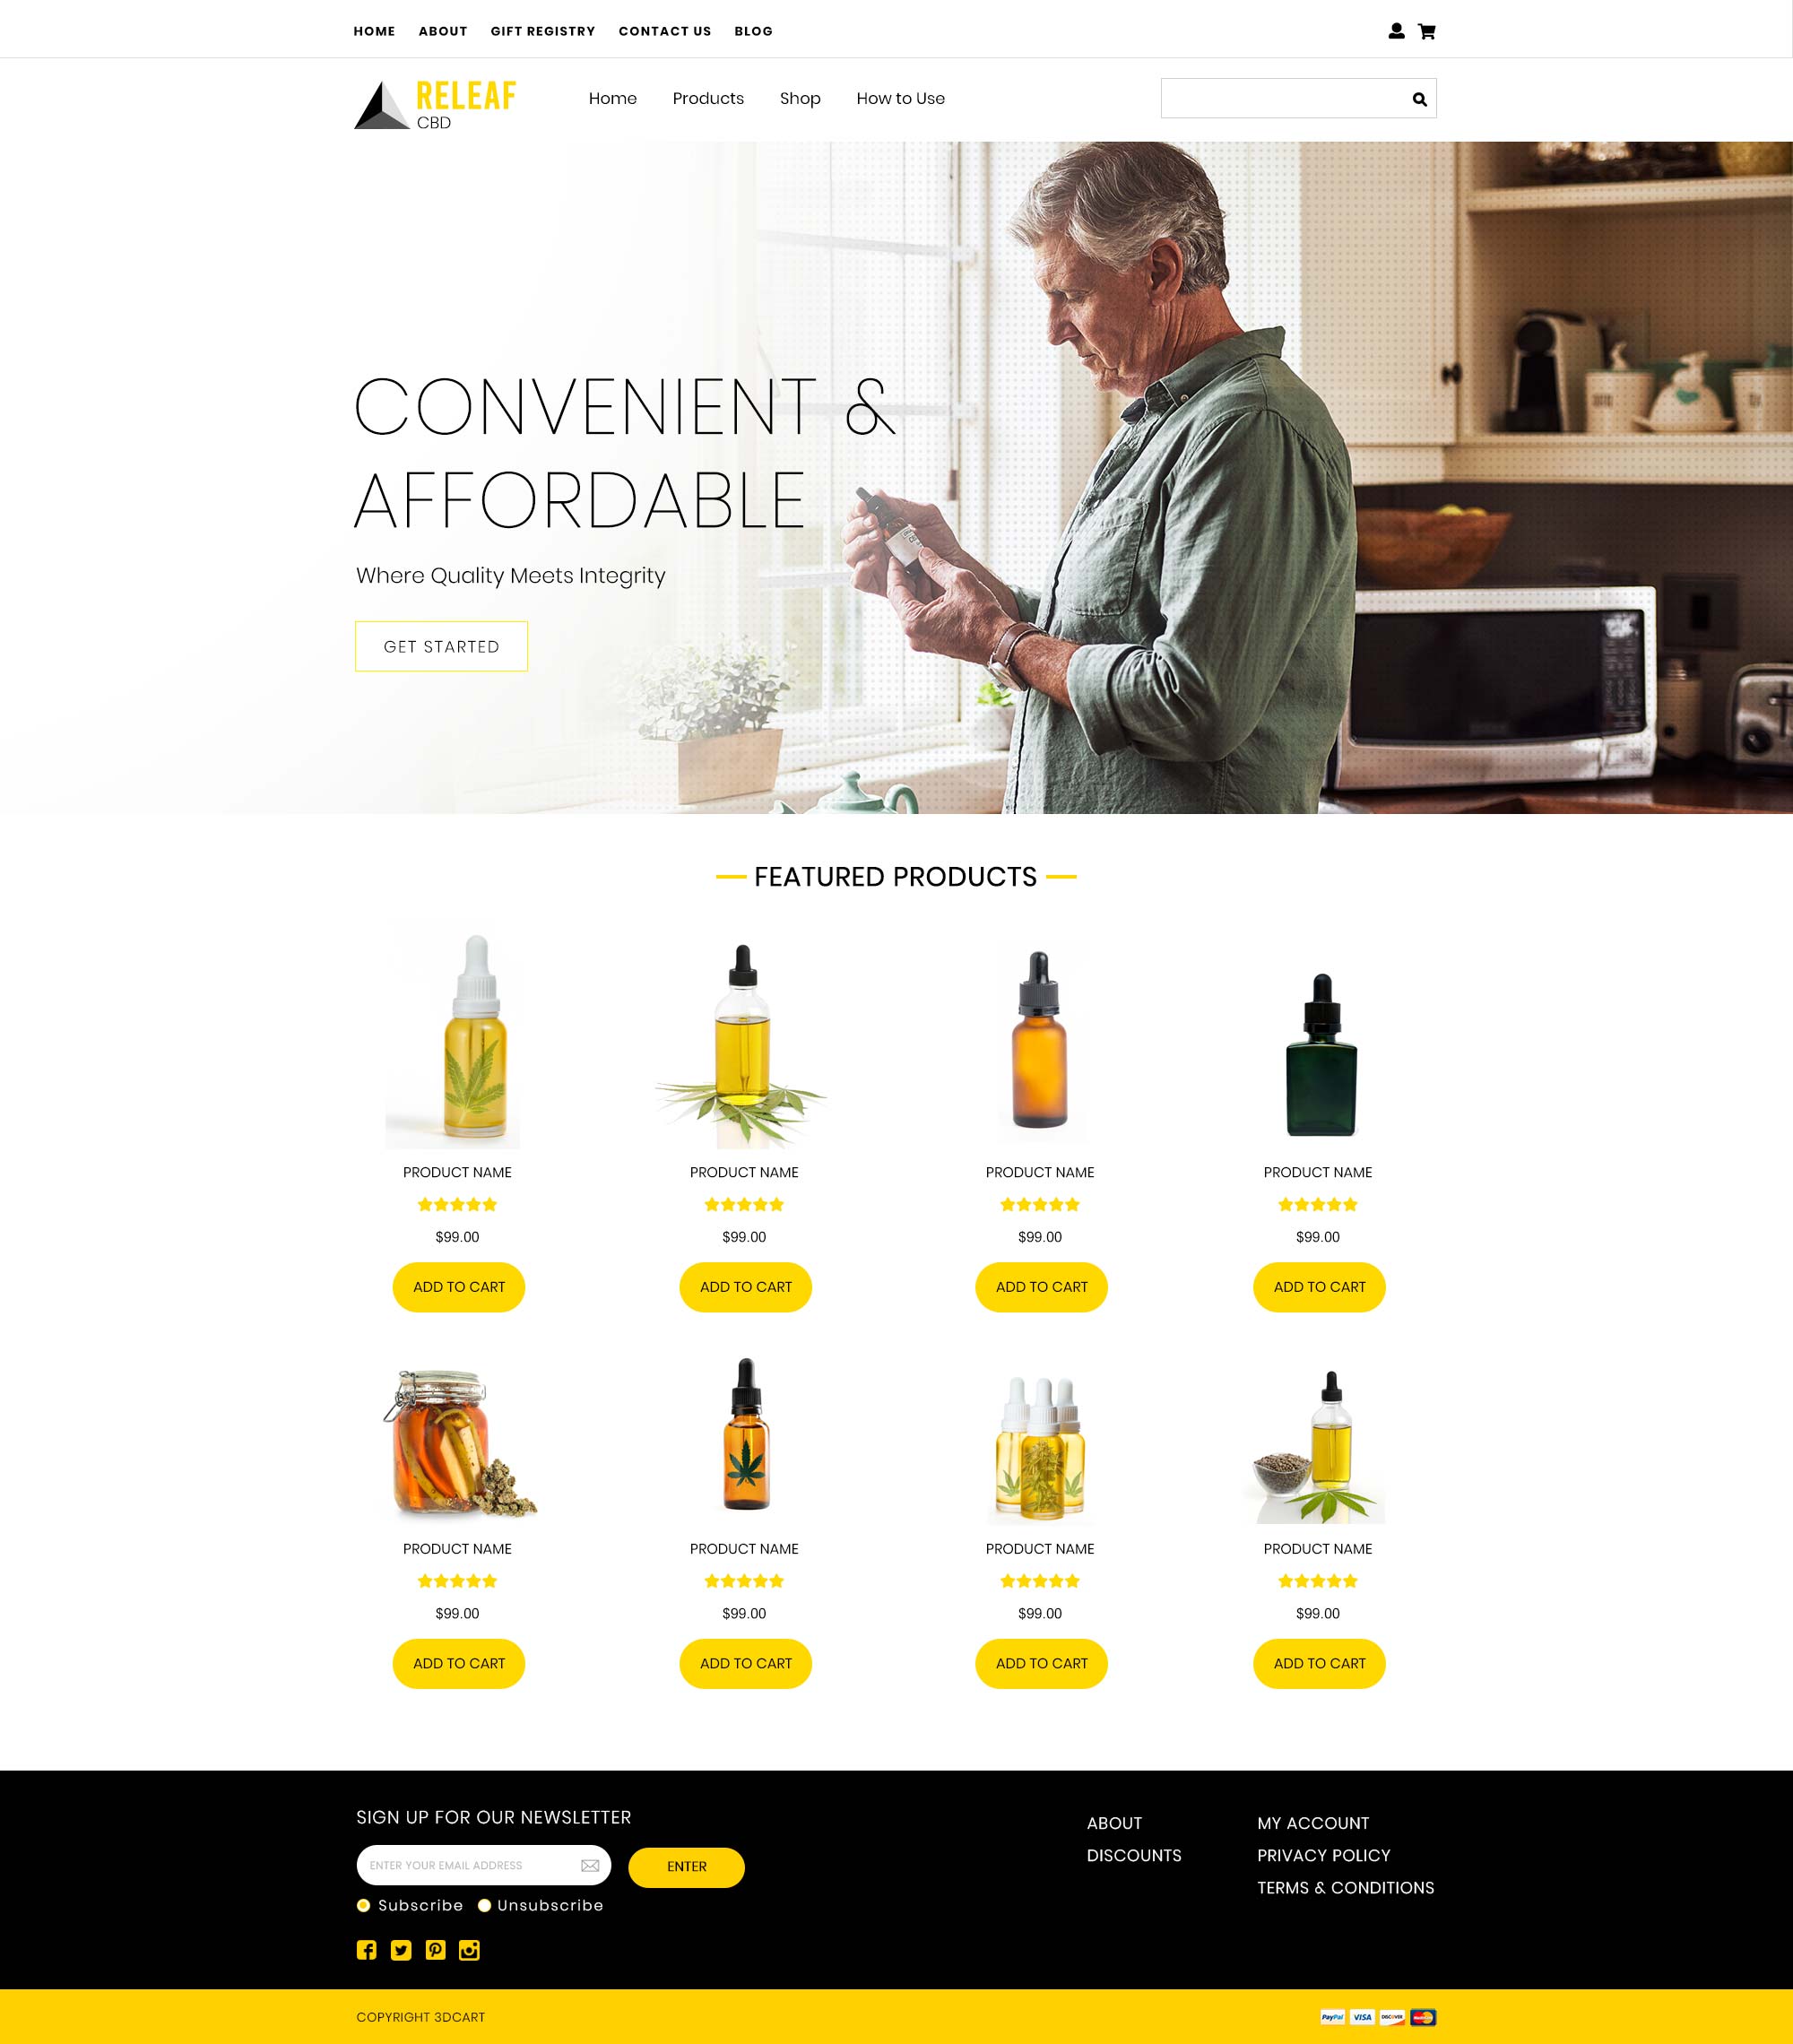 HOME ABOUT GIFT REGISTRY CONTACT US BLOG
RELEAF
CBD
Home Products Shop How to Use
CONVENIENT &
AFFORDABLE
Where Quality Meets Integrity
GET STARTED
FEATURED PRODUCTS
PRODUCT NAME PRODUCT NAME PRODUCT NAME PRODUCT NAME
$99.00 $99.00 $99.00 $99.00
ADD TO CART ADD TO CART ADD TO CART ADD TO CART
PRODUCT NAME PRODUCT NAME PRODUCT NAME PRODUCT NAME
$99.00 $99.00 $99.00 $99.00
ADD TO CART ADD TO CART ADD TO CART ADD TO CART
SIGN UP FOR OUR NEWSLETTER
ENTER YOUR EMAIL ADDRESS ENTER
Subscribe Unsubscribe
ABOUT
DISCOUNTS
MY ACCOUNT
PRIVACY POLICY
TERMS & CONDITIONS
COPYRIGHT 3DCART
PayPal VISA DISCOVER MasterCard